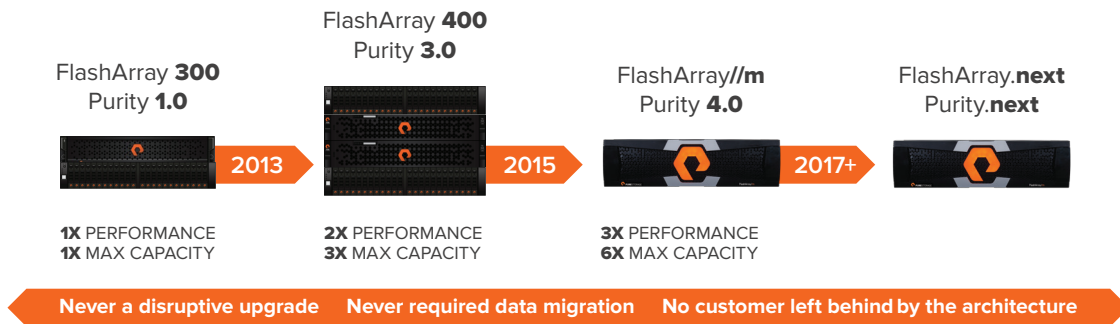 FlashArray 300
Purity 1.0
FlashArray 400
Purity 3.0
FlashArray//m
Purity 4.0
FlashArray.next
Purity.next
2013
2015
2017+
1X PERFORMANCE
1X MAX CAPACITY
2X PERFORMANCE
3X MAX CAPACITY
3X PERFORMANCE
6X MAX CAPACITY
Never a disruptive upgrade Never required data migration No customer left behind by the architecture